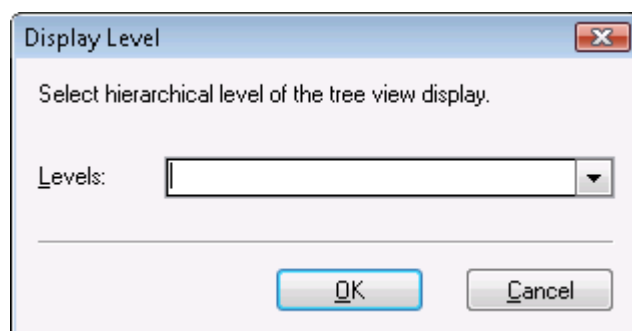 Display Level
Select hierarchical level of the tree view display.
Levels:
OK
Cancel